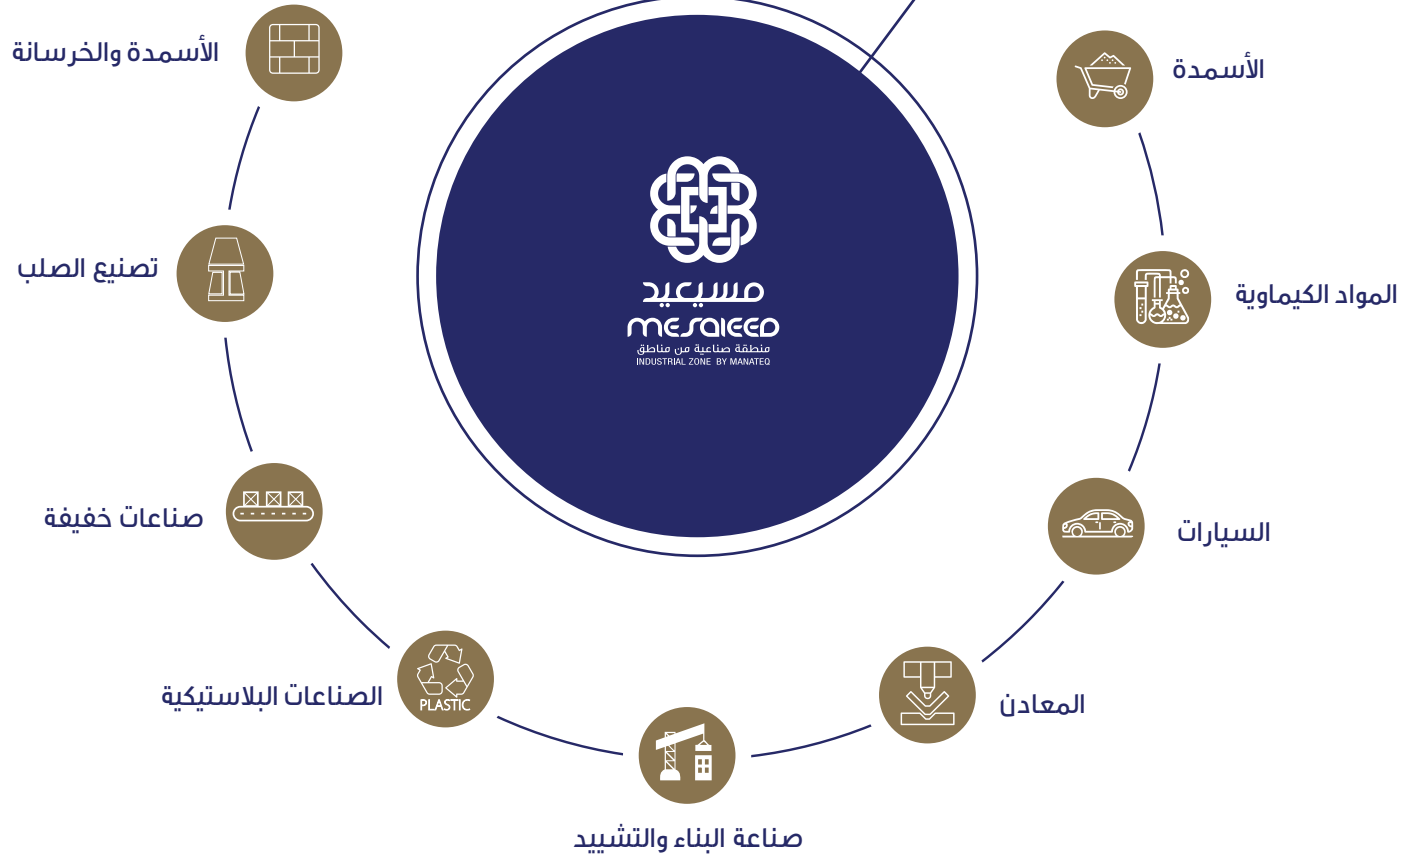 الأسمدة
المواد الكيماوية
السيارات
المعادن
صناعة البناء والتشييد
الصناعات البلاستيكية
PLASTIC
صناعات خفيفة
تصنيع الصلب
الأسمدة والخرسانة
مسيعيد
mesaieed
منطقة صناعية من مناطق
INDUSTRIAL ZONE BY MANATEQ